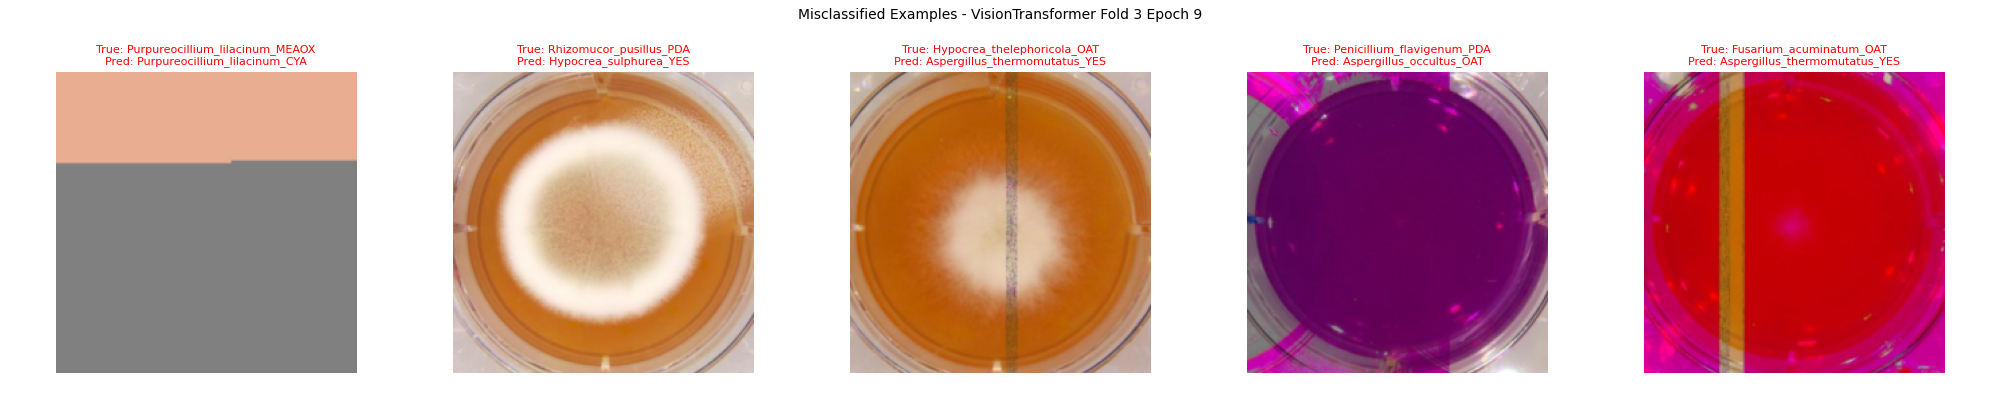 Misclassified Examples - VisionTransformer Fold 3 Epoch 9
True: Purpureocillium_lilacinum_MEAOX
Pred: Purpureocillium_lilacinum_CYA
True: Rhizomucor_pusillus_PDA
Pred: Hypocrea_sulphurea_YES
True: Hypocrea_thelephoricola_OAT
Pred: Aspergillus_thermomutatus_YES
True: Penicillium_flavigenum_PDA
Pred: Aspergillus_occultus_OAT
True: Fusarium_acuminatum_OAT
Pred: Aspergillus_thermomutatus_YES